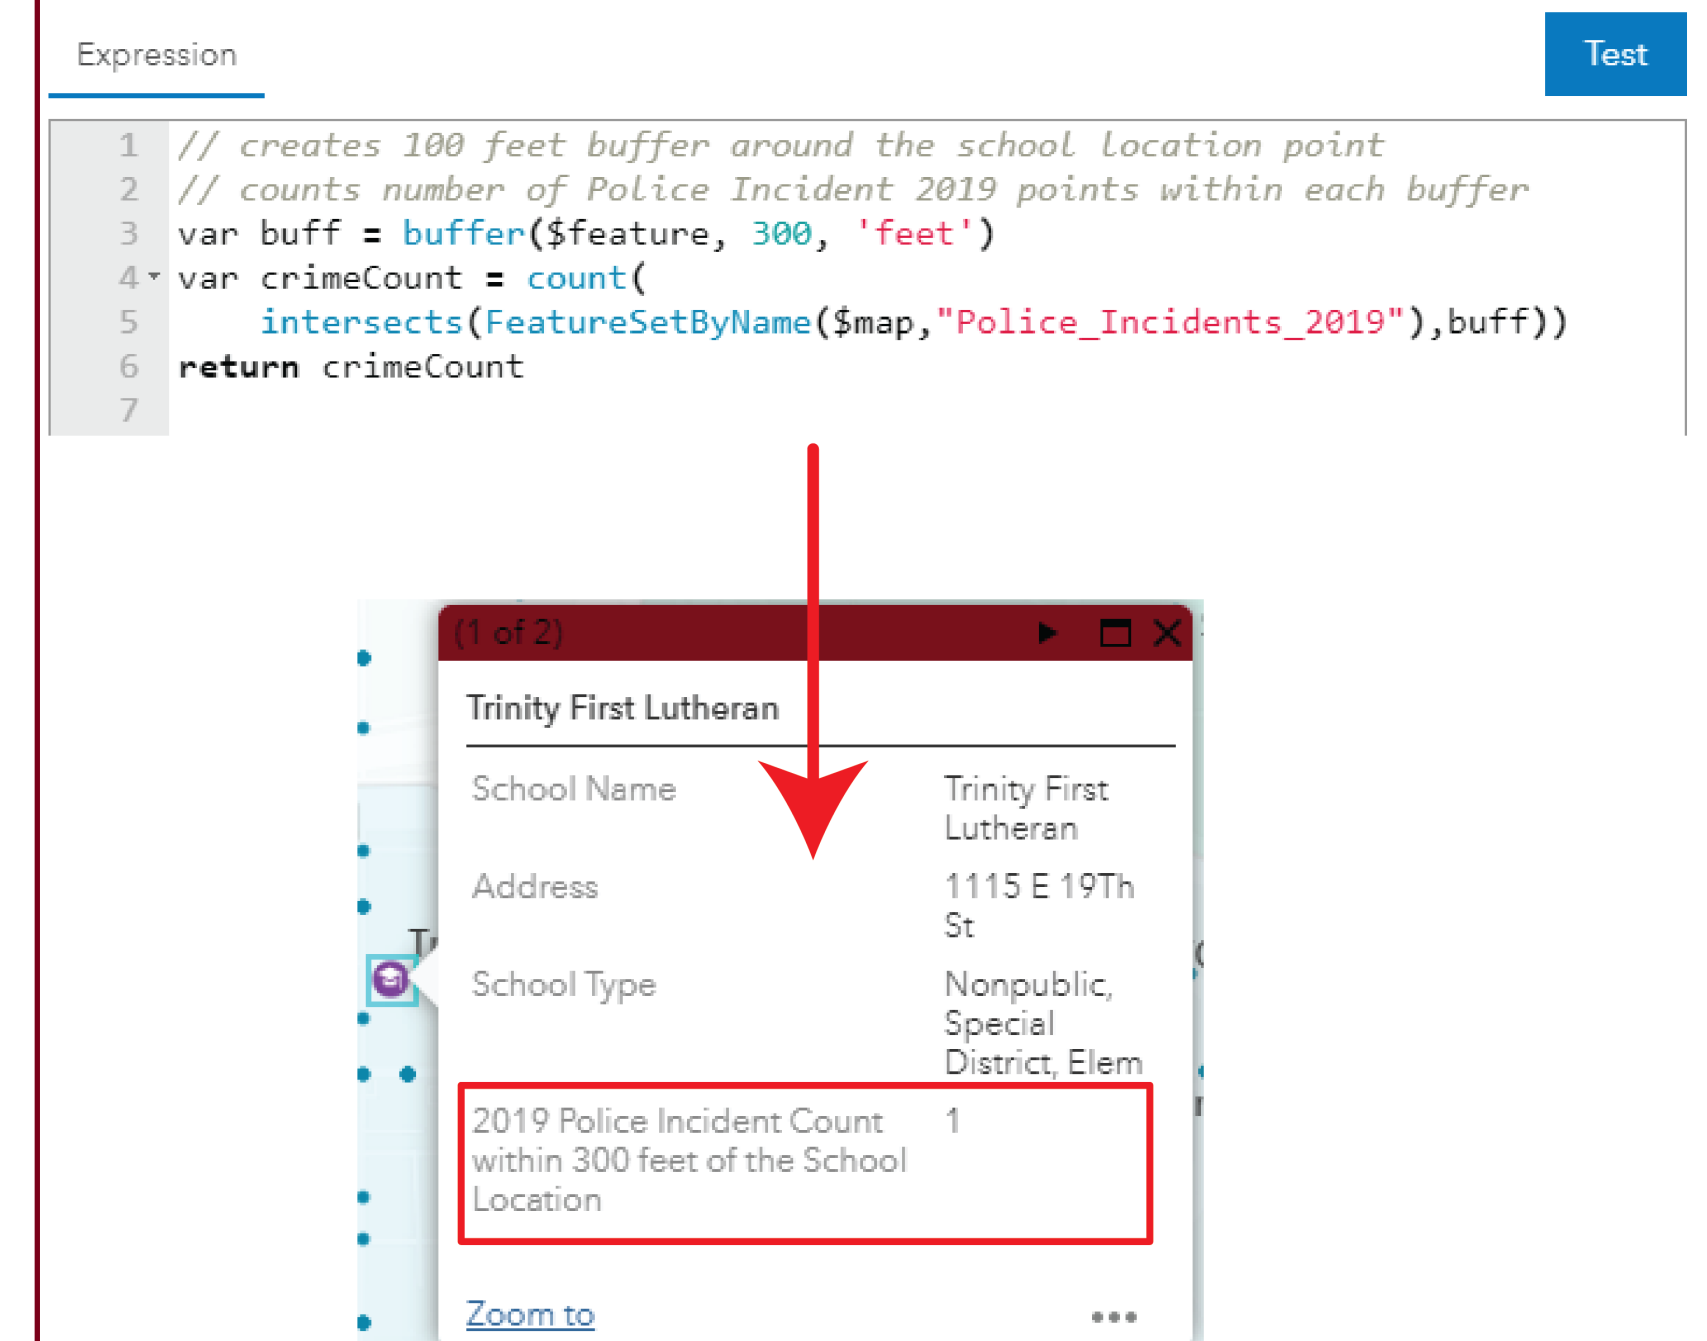 Expression
Test
1 // creates 100 feet buffer around the school location point
2 // counts number of Police Incident 2019 points within each buffer
3 var buff = buffer($feature, 300, 'feet')
4 var crimeCount = count(
5 intersects(FeatureSetByName($map,"Police_Incidents_2019"),buff))
6 return crimeCount
7
(1 of 2)
Trinity First Lutheran
School Name
Trinity First
Lutheran
Address
1115 E 19Th
St
School Type
Nonpublic,
Special
District, Elem
2019 Police Incident Count
within 300 feet of the School
Location
1
Zoom to